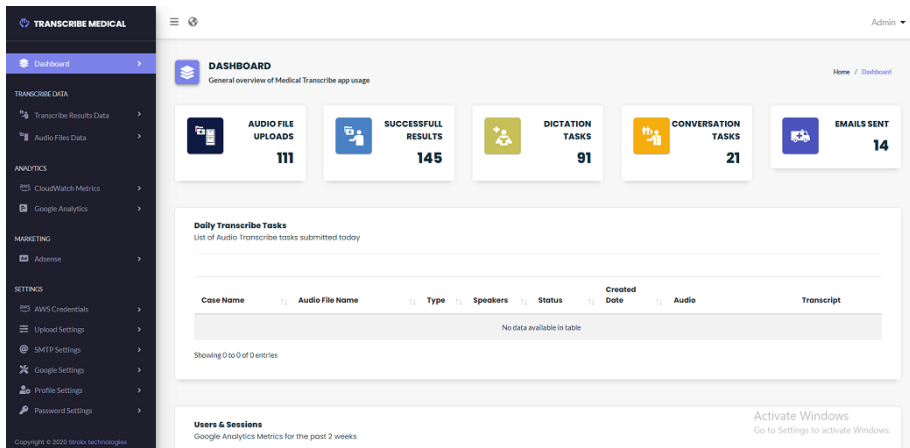 TRANSCRIBE MEDICAL
Admin
Dashboard
DASHBOARD
General overview of Medical Transcribe app usage
Home / Dashboard
TRANSCRIBE DATA
Transcribe Results Data
Audio Files Data
AUDIO FILE
UPLOADS
111
SUCCESSFULL
RESULTS
145
DICTATION
TASKS
91
CONVERSATION
TASKS
21
EMAILS SENT
14
ANALYTICS
CloudWatch Metrics
Google Analytics
MARKETING
Adsense
SETTINGS
AWS Credentials
Upload Settings
SMTP Settings
Google Settings
Profile Settings
Password Settings
Copyright © 2020 Stroks technologies
Daily Transcribe Tasks
List of Audio Transcribe tasks submitted today
Case Name Audio File Name Type Speakers Status Created Date Audio Transcript
No data available in table
Showing 0 to 0 of 0 entries
Users & Sessions
Google Analytics Metrics for the past 2 weeks
Activate Windows
Go to Settings to activate Windows.